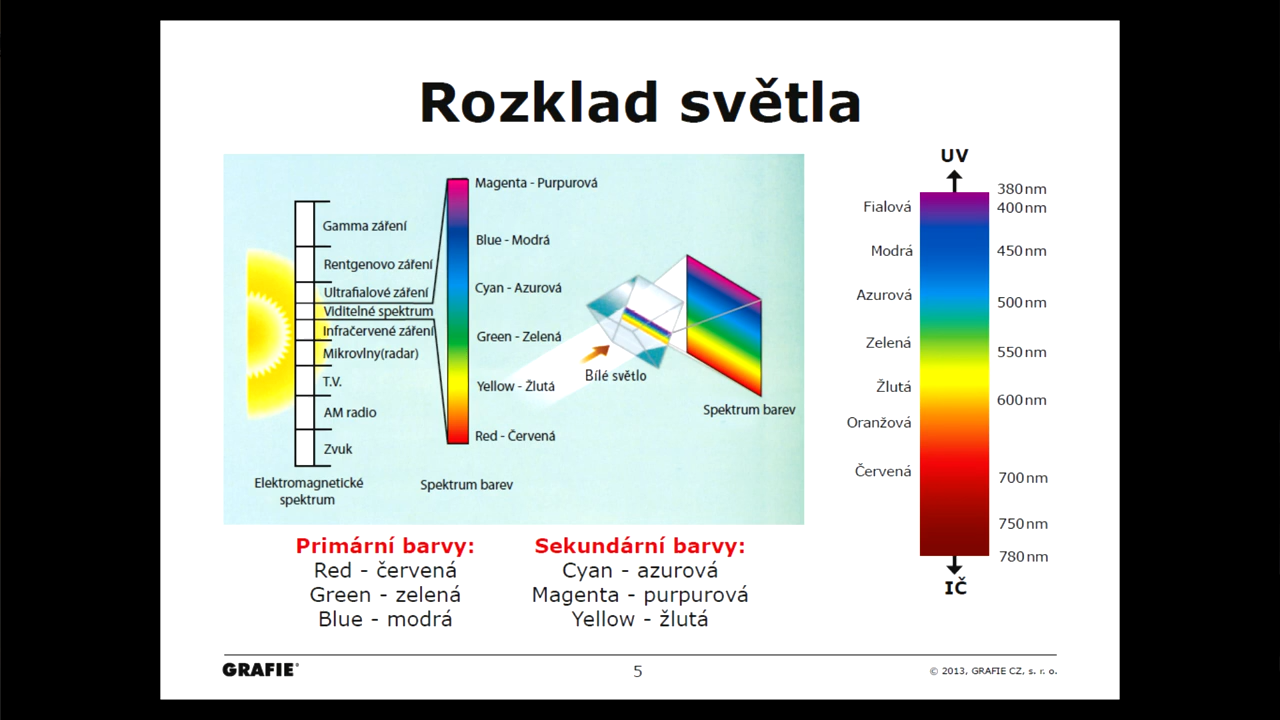 Rozklad světla
Gamma záření
Rentgenovo záření
Ultrafialové záření
Viditelné spektrum
Infračervené záření
Mikrovlny(radar)
T.V.
AM radio
Zvuk
Elektromagnetické
spektrum
Magenta - Purpurová
Blue - Modrá
Cyan - Azurová
Green - Zelená
Yellow - Žlutá
Red - Červená
Spektrum barev
Bílé světlo
Spektrum barev
UV
380 nm
Fialová
400 nm
Modrá
450 nm
Azurová
500 nm
Zelená
550 nm
Žlutá
600 nm
Oranžová
Červená
700 nm
750 nm
780 nm
IČ
Primární barvy:
Red - červená
Green - zelená
Blue - modrá
Sekundární barvy:
Cyan - azurová
Magenta - purpurová
Yellow - žlutá
GRAFIE®
5
© 2013, GRAFIE CZ, s. r. o.